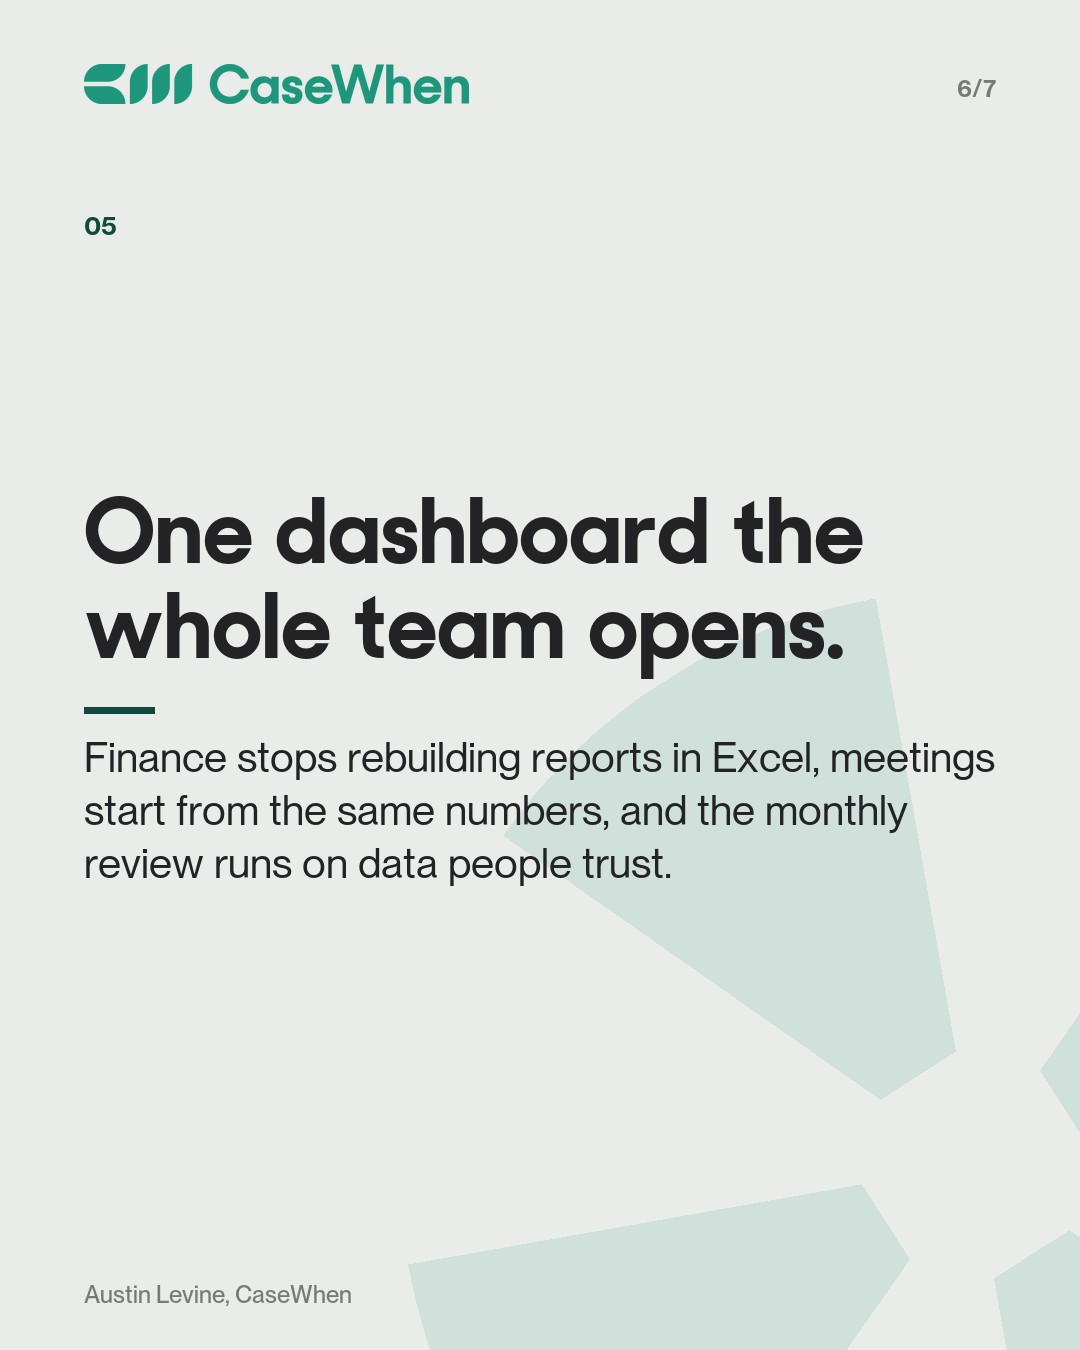 CaseWhen
6/7
05
One dashboard the
whole team opens.
Finance stops rebuilding reports in Excel, meetings
start from the same numbers, and the monthly
review runs on data people trust.
Austin Levine, CaseWhen